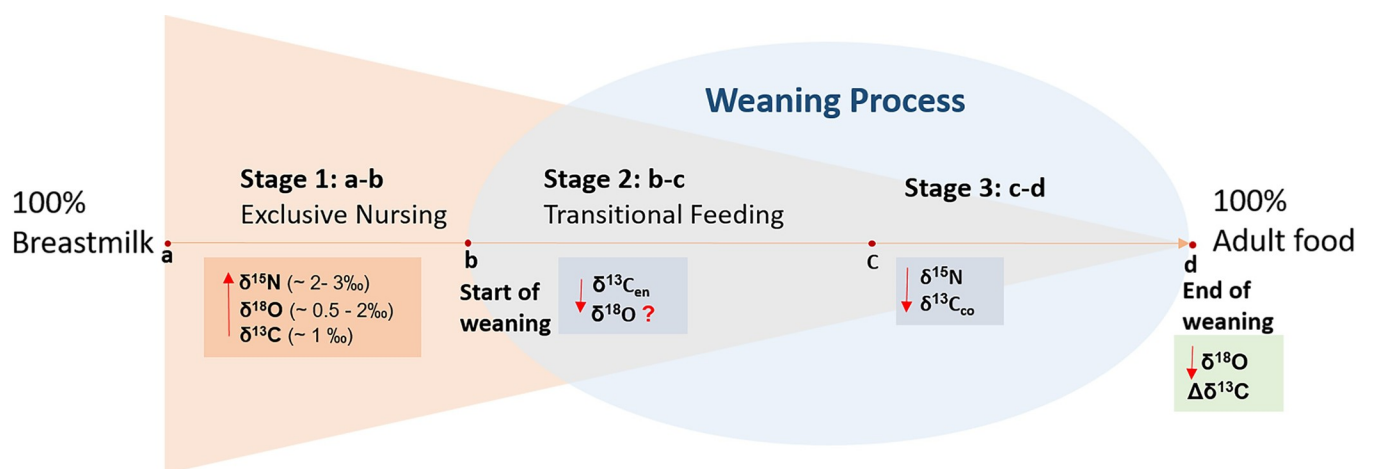 Weaning Process
100%
Breastmilk
Stage 1: a-b
Exclusive Nursing
Stage 2: b-c
Transitional Feeding
Stage 3: c-d
100%
Adult food
a
b
c
d
δ¹⁵N (~ 2- 3‰)
δ¹⁸O (~ 0.5 - 2‰)
δ¹³C (~ 1 ‰)
Start of
weaning
δ¹³Cₑₙ
δ¹⁸O ?
δ¹⁵N
δ¹³C꜀ₒ
End of
weaning
δ¹⁸O
Δδ¹³C